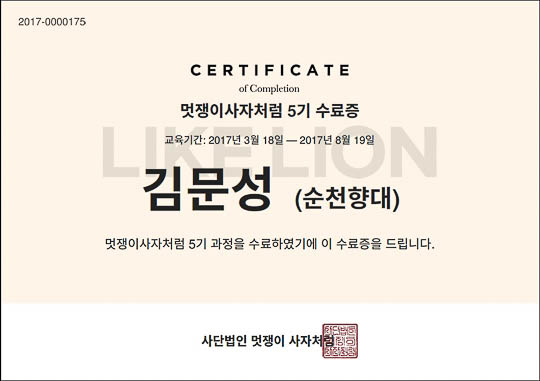 2017-0000175
CERTIFICATE
of Completion
멋쟁이사자처럼 5기 수료증
교육기간: 2017년 3월 18일 — 2017년 8월 19일
LIKE LION
김문성 (순천향대)
멋쟁이사자처럼 5기 과정을 수료하였기에 이 수료증을 드립니다.
사단법인 멋쟁이 사자처럼